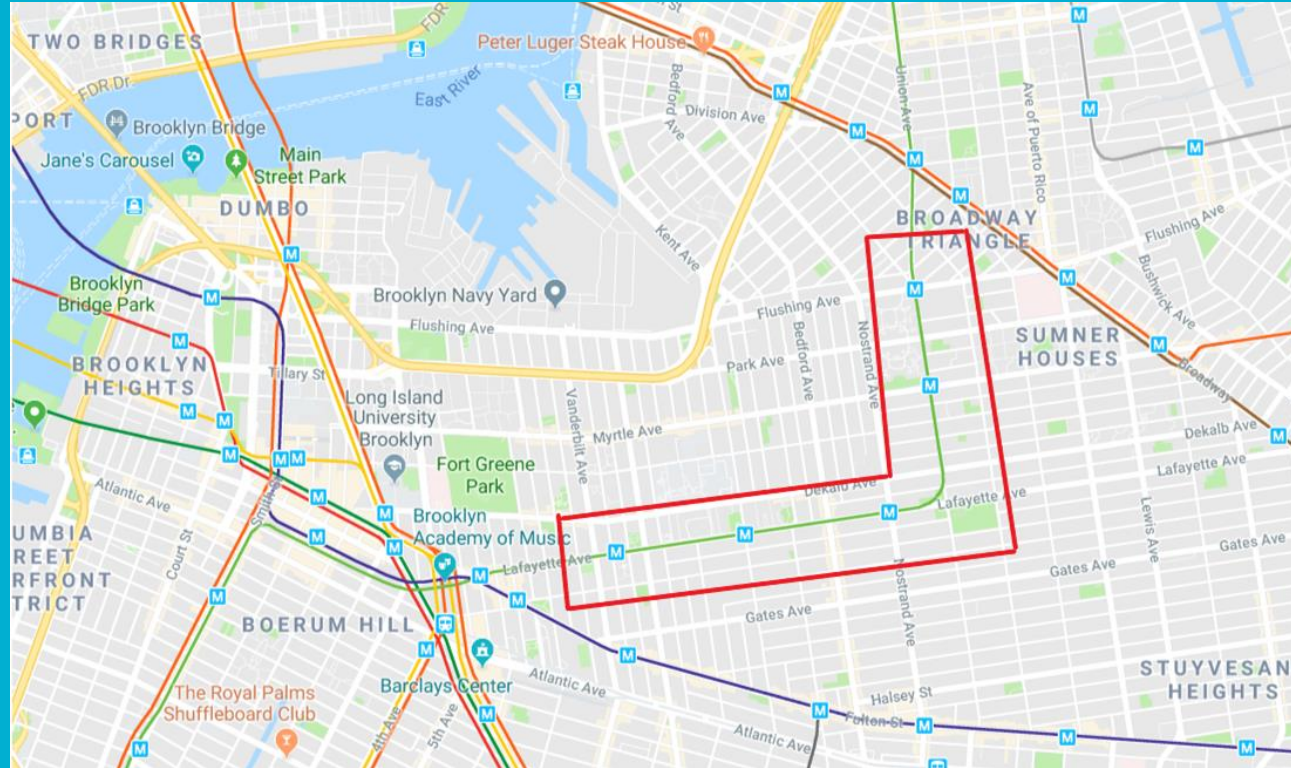 TWO BRIDGES
FDR Dr
FDR
PORT
Brooklyn Bridge
Jane's Carousel
Main
Street Park
DUMBO
East River
Peter Luger Steak House
Bedford Ave
Division Ave
Union Ave
Ave of Puerto Rico
BROADWAY
TRIANGLE
Flushing Ave
Bushwick Ave
Kent Ave
Brooklyn
Bridge Park
Brooklyn Navy Yard
Flushing Ave
Flushing Ave
Bedford Ave
Nostrand Ave
SUMNER
HOUSES
Broadway
BROOKLYN
HEIGHTS
Tillary St
Park Ave
Long Island
University
Brooklyn
Vanderbilt Ave
Myrtle Ave
Dekalb Ave
Lafayette Ave
Fort Greene
Park
Atlantic Ave
Smith St
Court St
Dekalb Ave
Lafayette Ave
Lewis Ave
Brooklyn
Academy of Music
Lafayette Ave
UMBIA
REET
RFRONT
TRICT
Nostrand Ave
Gates Ave
Gates Ave
Gates Ave
BOERUM HILL
Barclays Center
Atlantic Ave
The Royal Palms
Shuffleboard Club
4th Ave
5th Ave
Halsey St
Fulton St
Atlantic Ave
STUYVESAN
HEIGHTS